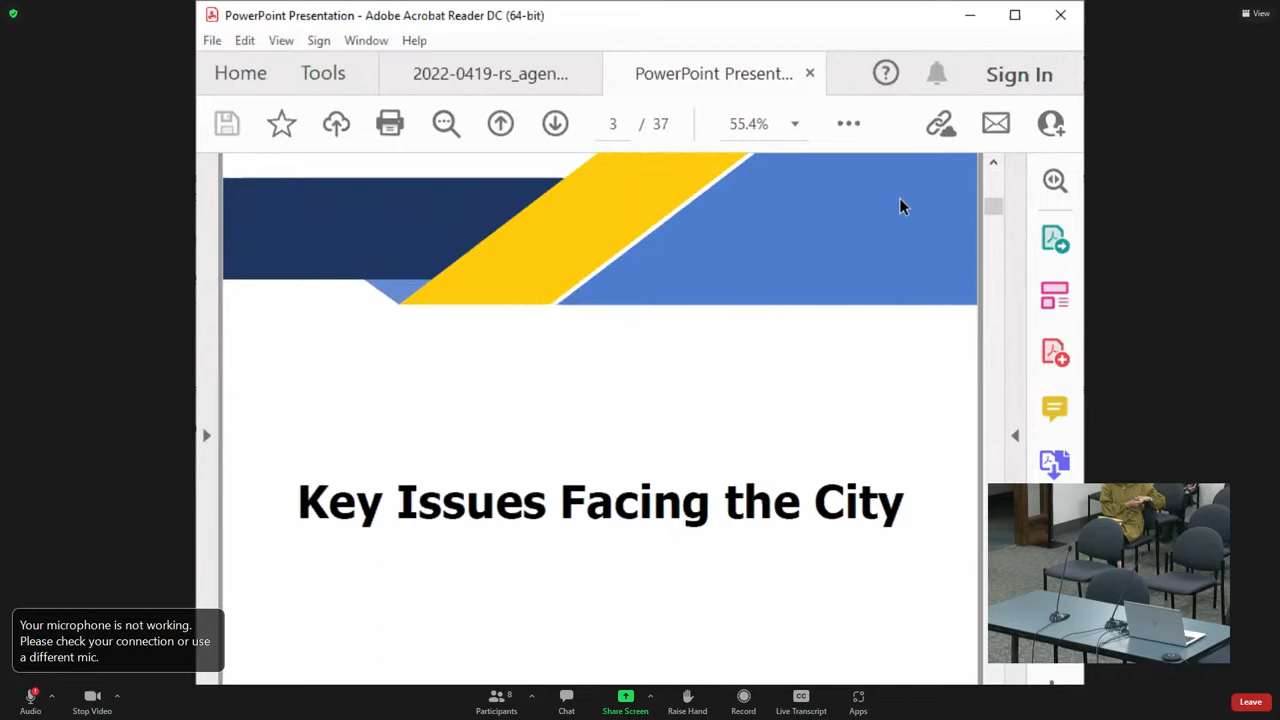 PowerPoint Presentation - Adobe Acrobat Reader DC (64-bit)
View
File Edit View Sign Window Help
Home Tools 2022-0419-rs_agen... PowerPoint Present... Sign In
3 / 37 55.4%
Key Issues Facing the City
Your microphone is not working.
Please check your connection or use
a different mic.
8
Audio Stop Video Participants Chat Share Screen Raise Hand Record Live Transcript Apps Leave
CC